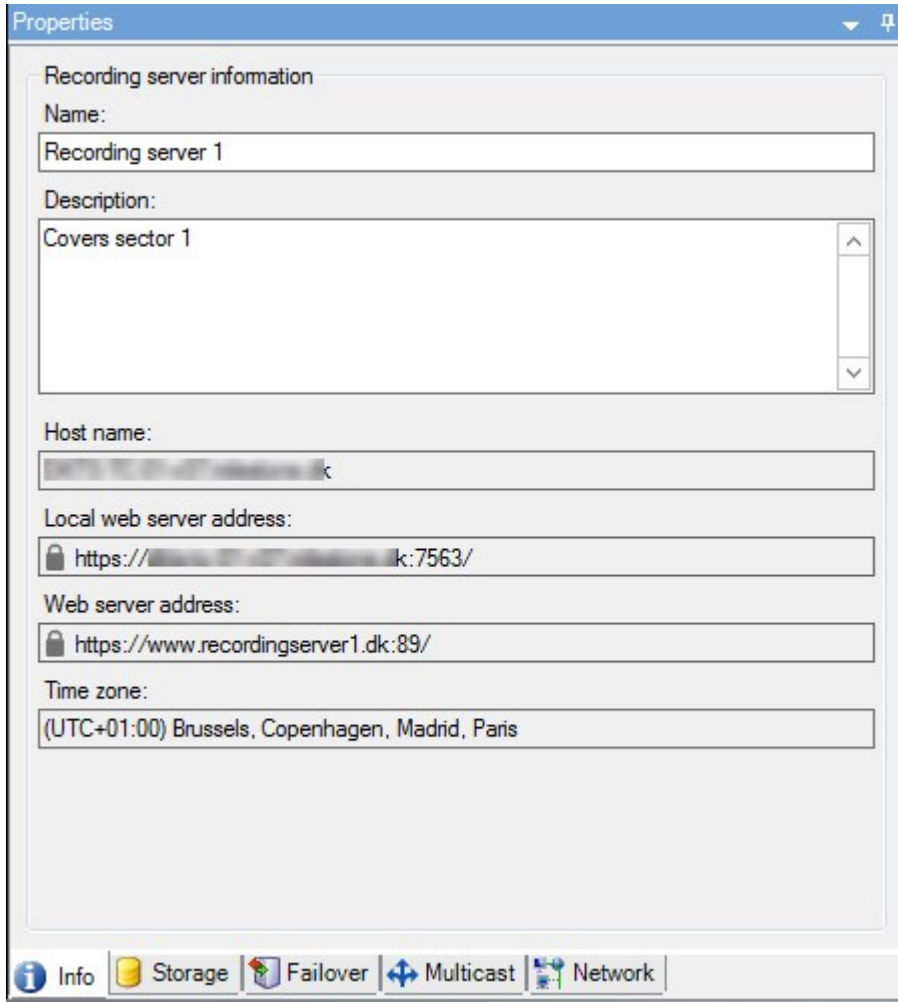 Properties
Recording server information
Name:
Recording server 1
Description:
Covers sector 1
Host name:
Local web server address:
https:// k:7563/
Web server address:
https://www.recordingserver1.dk:89/
Time zone:
(UTC+01:00) Brussels, Copenhagen, Madrid, Paris
Info Storage Failover Multicast Network